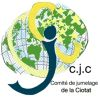 c.j.c
Comité de jumelage
de la Ciotat